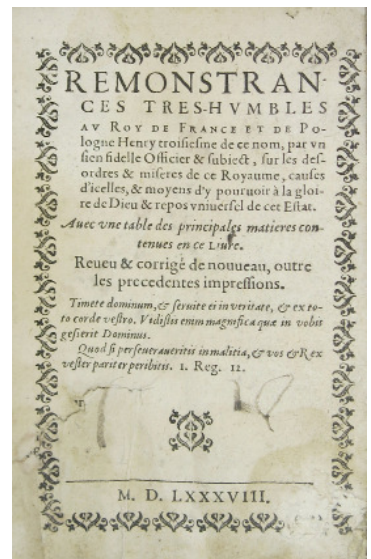 REMONSTRAN-
CES TRES-HVMBLES
AV ROY DE FRANCE ET DE PO-
logne Henry troisiesme de ce nom, par vn
sien fidelle Officier & subiect, sur les des-
ordres & miseres de ce Royaume, causes
d'icelles, & moyens d'y pouruoir à la gloi-
re de Dieu & repos vniuersel de cet Estat.
Auec vne table des principales matieres con-
tenues en ce Liure.
Reueu & corrigé de nouueau, outre
les precedentes impressions.
Timete dominum, & seruite ei in veritate, & ex to-
to corde vestro. Vidistis enim magnifica quæ in vobis
gesserit Dominus.
Quod si perseueraueritis in malitia, & vos & Rex
vester pariter peribitis. 1. Reg. 12.
M. D. LXXXVIII.